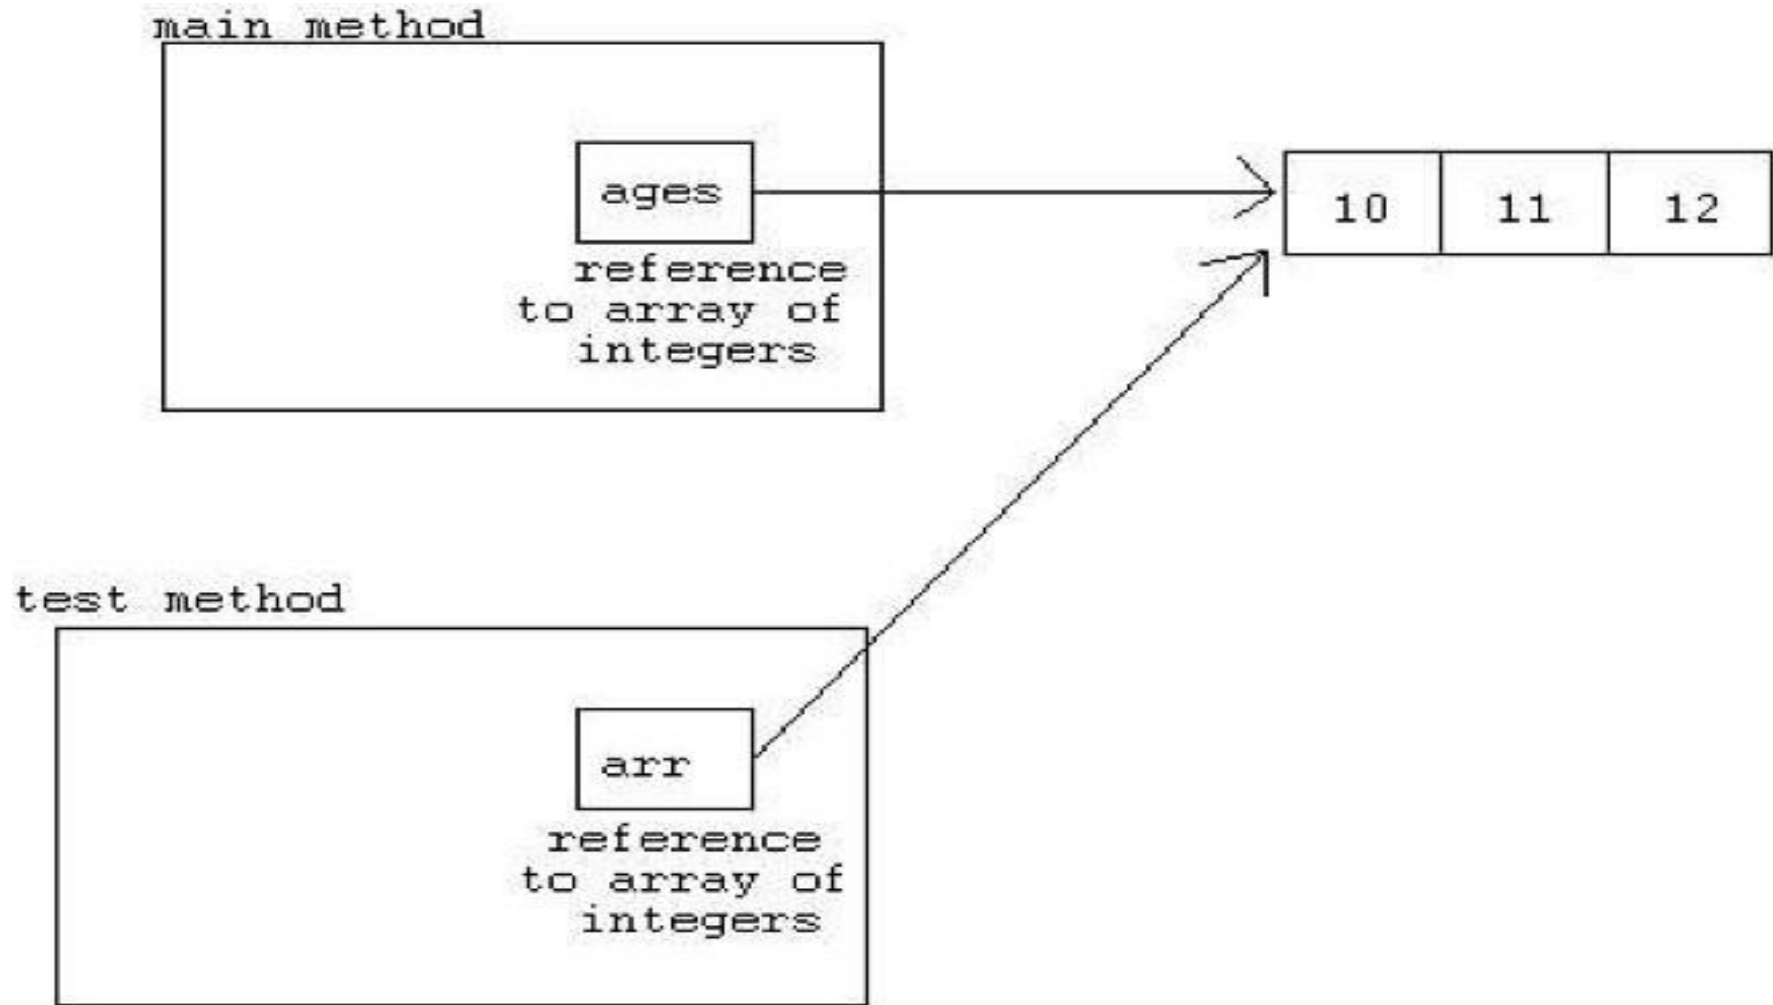 main method
ages
reference
to array of
integers
10 11 12
test method
arr
reference
to array of
integers